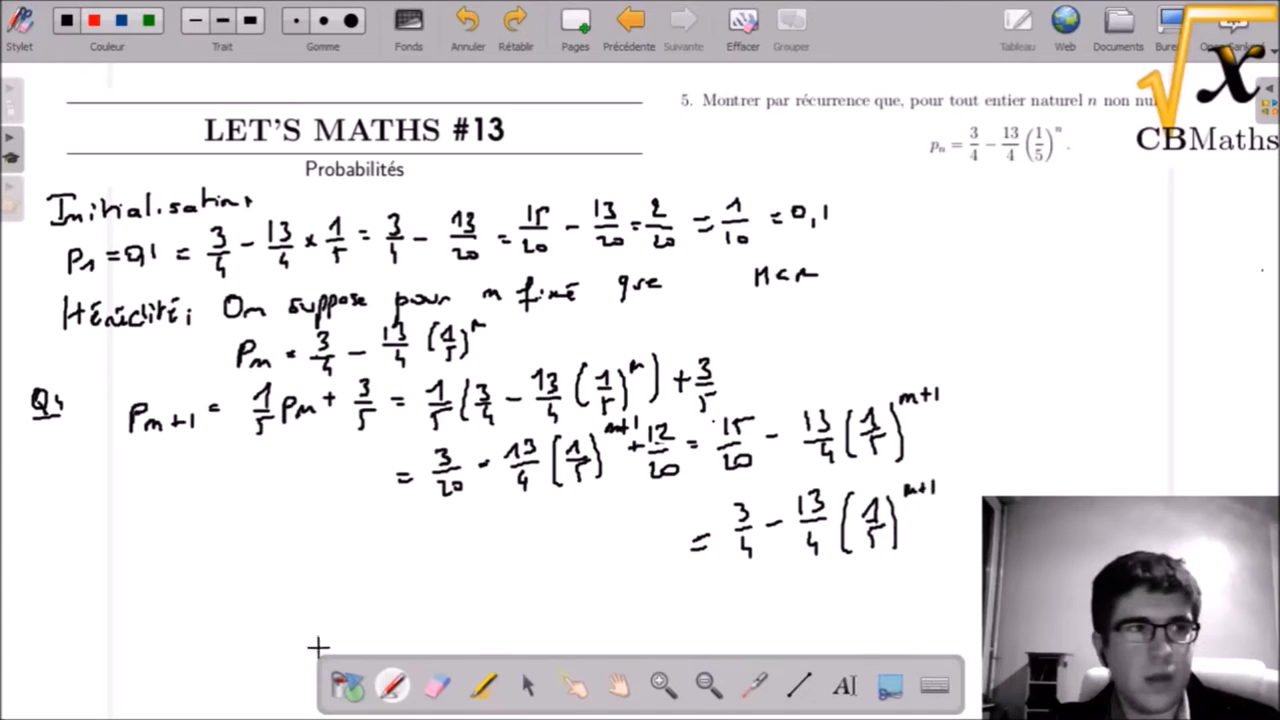 Stylet Couleur Trait Gomme Fonds Annuler Rétablir Pages Précédente Suivante Effacer Grouper Tableau Web Documents
LET'S MATHS #13
Probabilités
5. Montrer par récurrence que, pour tout entier naturel n non nu
p_n = 3/4 − 13/4 (1/5)^n.
√x
CBMaths
Initialisation
P1 = 0,1 = 3/4 − 13/4 × 1/5 = 3/4 − 13/20 = 15/20 − 13/20 = 2/20 = 1/10 = 0,1
Hérédité : On suppose pour n fixé que
Pn = 3/4 − 13/4 (1/5)^n
Q4 Pn+1 = 1/5 Pn + 3/5 = 1/5 (3/4 − 13/4 (1/5)^n) + 3/5
= 3/20 − 13/4 (1/5)^n+1 + 12/20 = 15/20 − 13/4 (1/5)^n+1
= 3/4 − 13/4 (1/5)^n+1